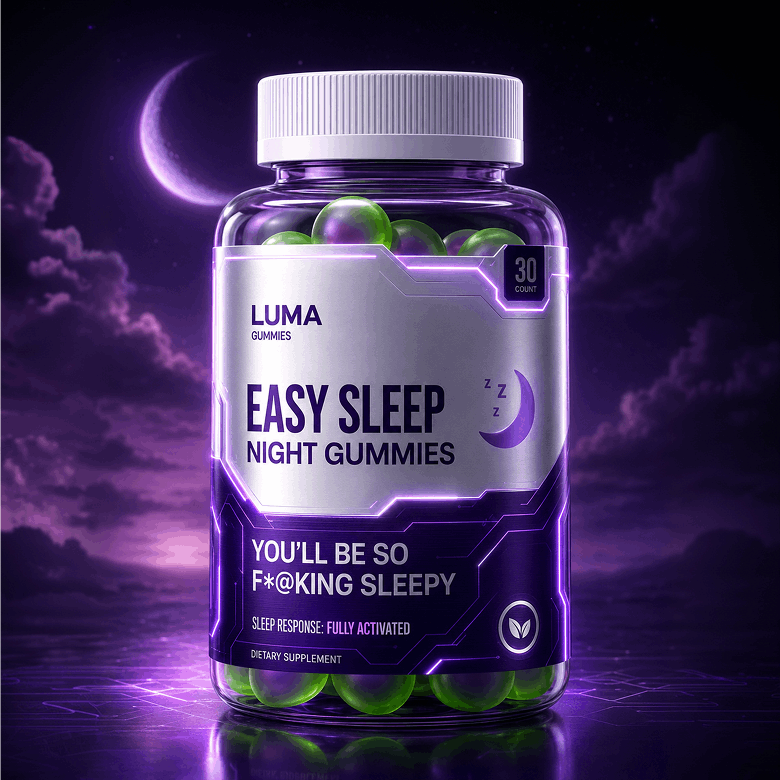 30
COUNT
LUMA
GUMMIES
EASY SLEEP
z Z
z
NIGHT GUMMIES
YOU'LL BE SO
F*@KING SLEEPY
SLEEP RESPONSE: FULLY ACTIVATED
DIETARY SUPPLEMENT